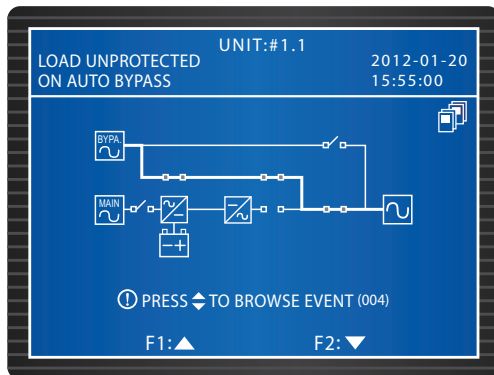 UNIT:#1.1
LOAD UNPROTECTED
ON AUTO BYPASS
2012-01-20
15:55:00
BYPA.
MAIN
PRESS TO BROWSE EVENT (004)
F1:
F2: